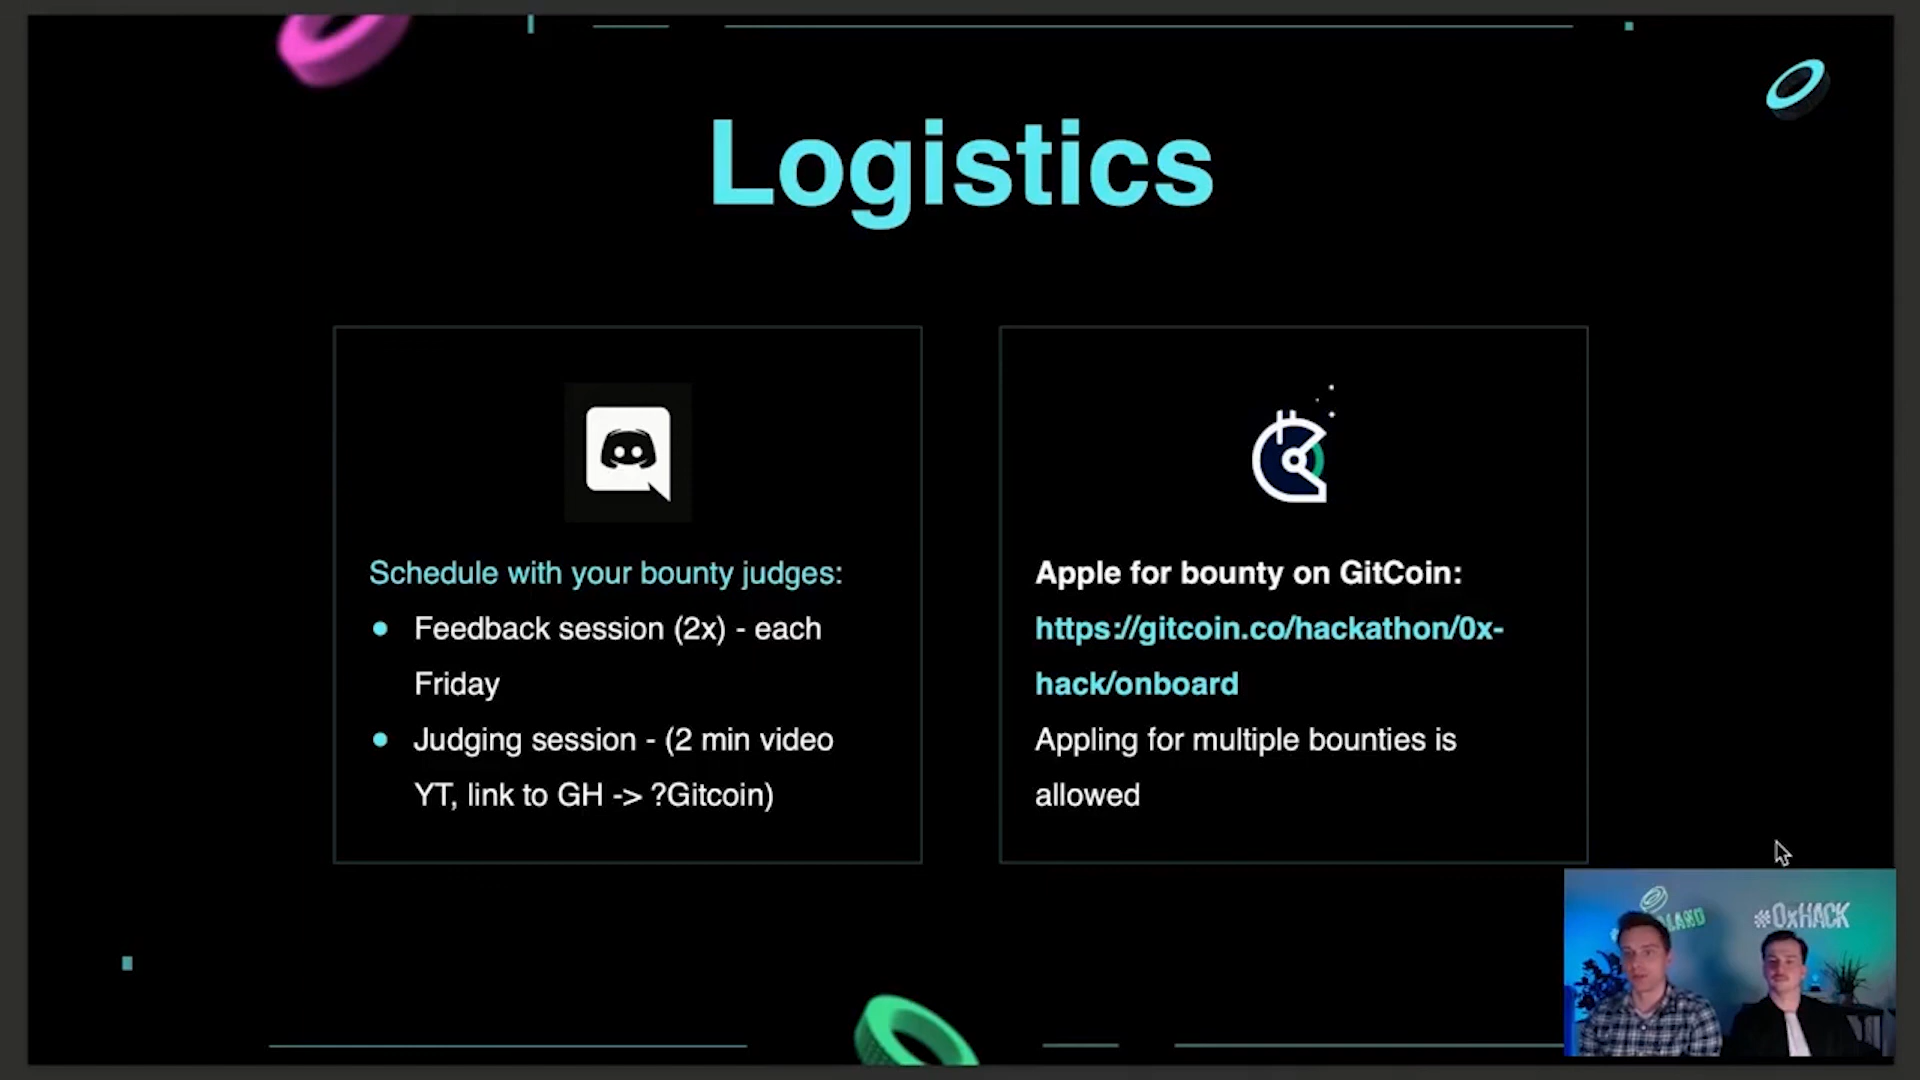 Logistics
Schedule with your bounty judges:
Feedback session (2x) - each
Friday
Judging session - (2 min video
YT, link to GH -> ?Gitcoin)
Apple for bounty on GitCoin:
https://gitcoin.co/hackathon/0x-
hack/onboard
Appling for multiple bounties is
allowed
#0xHACK